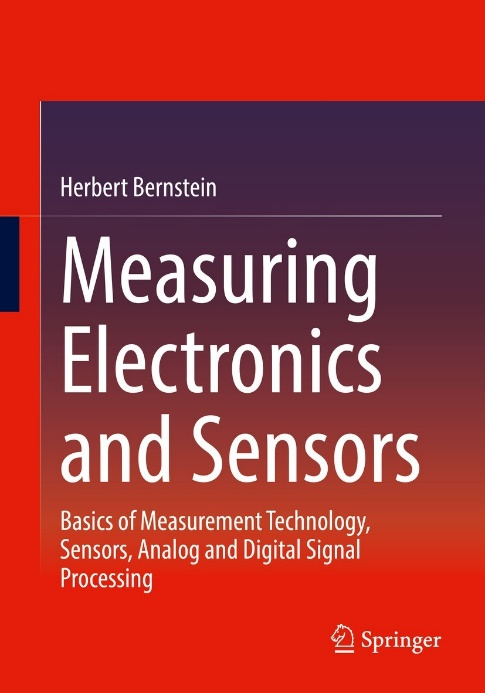 Herbert Bernstein
Measuring
Electronics
and Sensors
Basics of Measurement Technology,
Sensors, Analog and Digital Signal
Processing
Springer